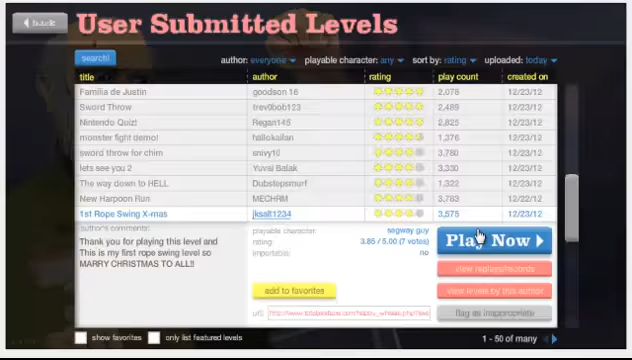 back
User Submitted Levels
search!
author: everyone playable character: any sort by: rating uploaded: today
title author rating play count created on
Familia de Justin goodson 16 2,078 12/23/12
Sword Throw trev9bob123 2,489 12/23/12
Nintendo Quiz! Regan145 2,825 12/23/12
monster fight demo! hallokailan 1,376 12/23/12
sword throw for chim snivy10 3,780 12/23/12
lets see you 2 Yuval Balak 3,330 12/23/12
The way down to HELL Dubstepsmurf 1,322 12/23/12
New Harpoon Run MECHRM 3,783 12/22/12
1st Rope Swing X-mas jksalt1234 3,575 12/23/12
author's comments:
Thank you for playing this level and
This is my first rope swing level so
MARRY CHRISTMAS TO ALL!!
playable character: segway guy
rating: 3.85 / 5.00 (7 votes)
importable: no
Play Now
view replays/records
add to favorites
view levels by this author
url:
flag as inappropriate
show favorites only list featured levels 1 - 50 of many